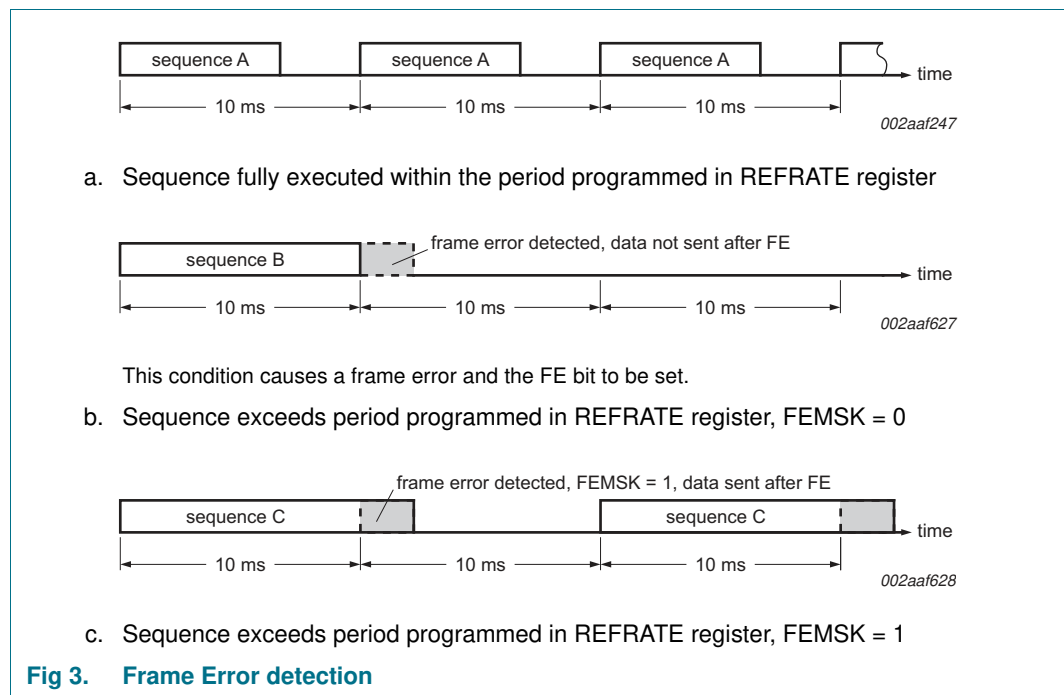 sequence A sequence A sequence A
time
10 ms 10 ms 10 ms
002aaf247
a. Sequence fully executed within the period programmed in REFRATE register
frame error detected, data not sent after FE
sequence B
time
10 ms 10 ms 10 ms
002aaf627
This condition causes a frame error and the FE bit to be set.
b. Sequence exceeds period programmed in REFRATE register, FEMSK = 0
frame error detected, FEMSK = 1, data sent after FE
sequence C sequence C
time
10 ms 10 ms 10 ms
002aaf628
c. Sequence exceeds period programmed in REFRATE register, FEMSK = 1
Fig 3. Frame Error detection